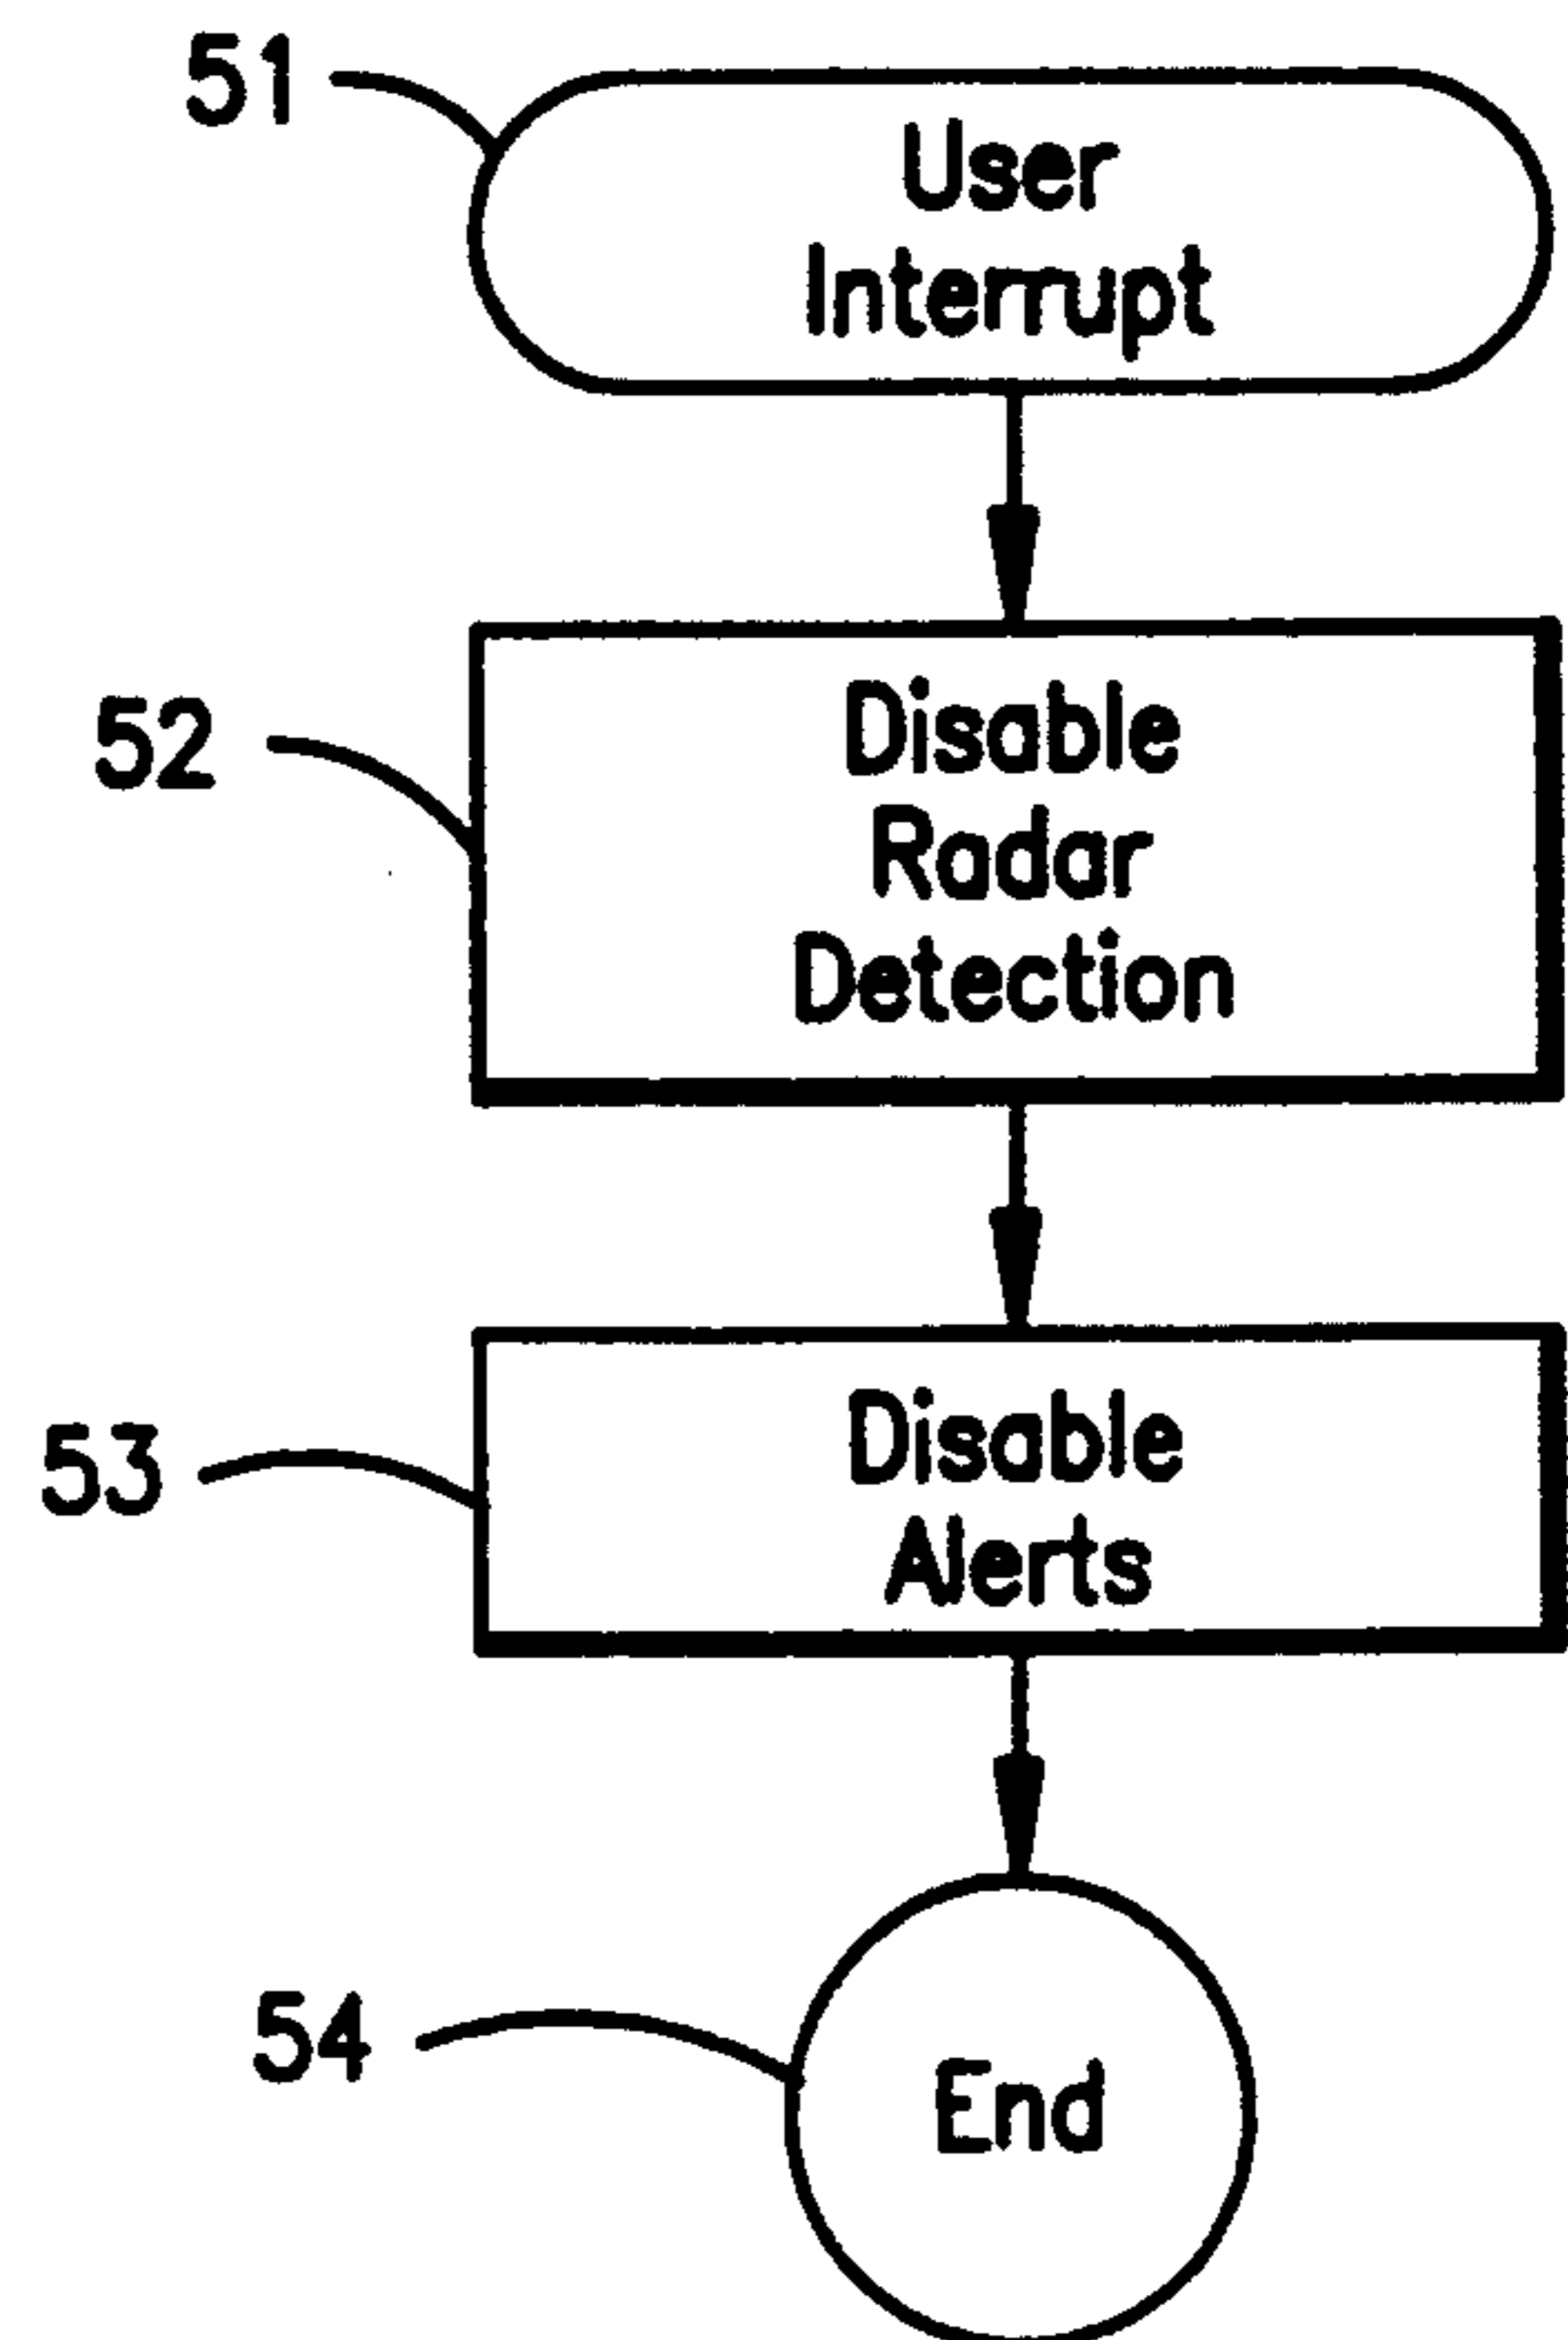 51
User
Interrupt
52
Disable
Radar
Detection
53
Disable
Alerts
54
End